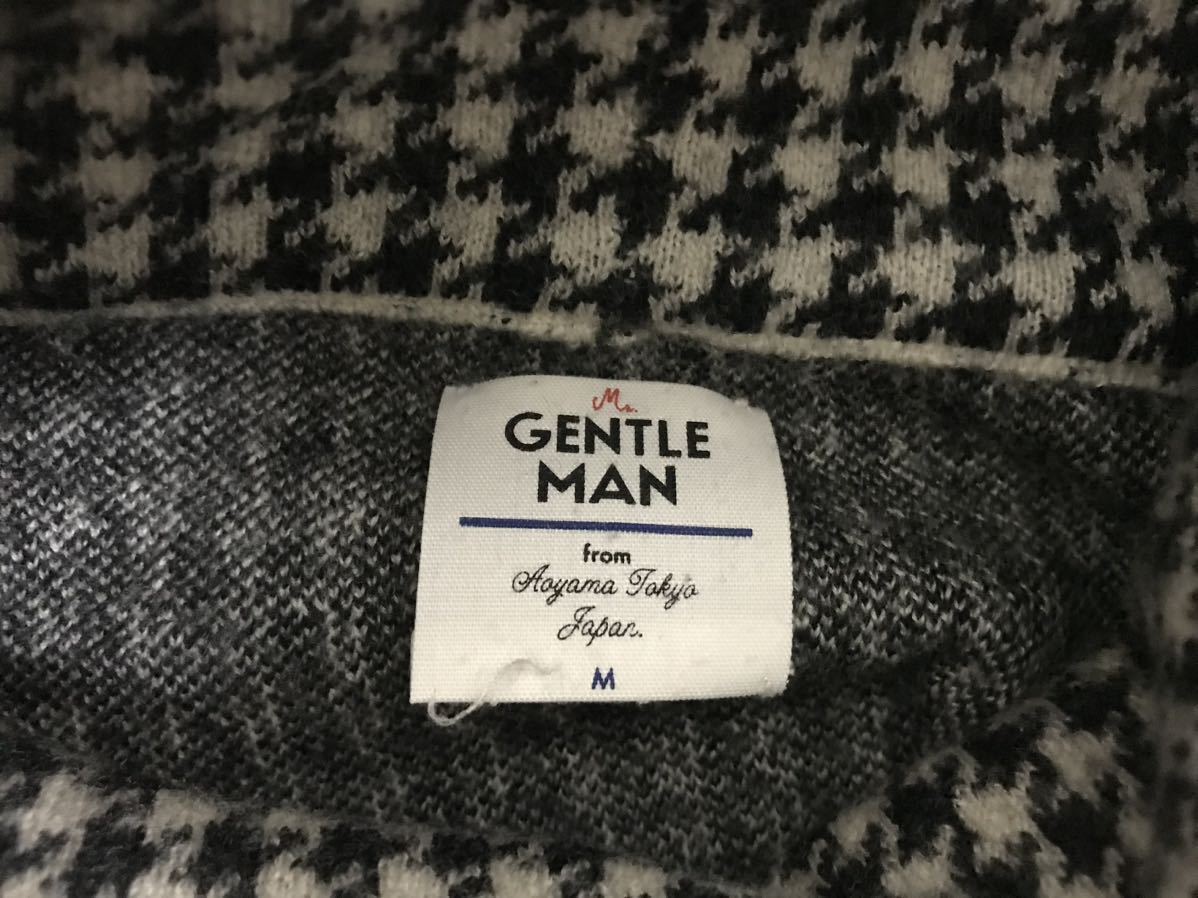 Mr.
GENTLE
MAN
from
Aoyama Tokyo
Japan.
M